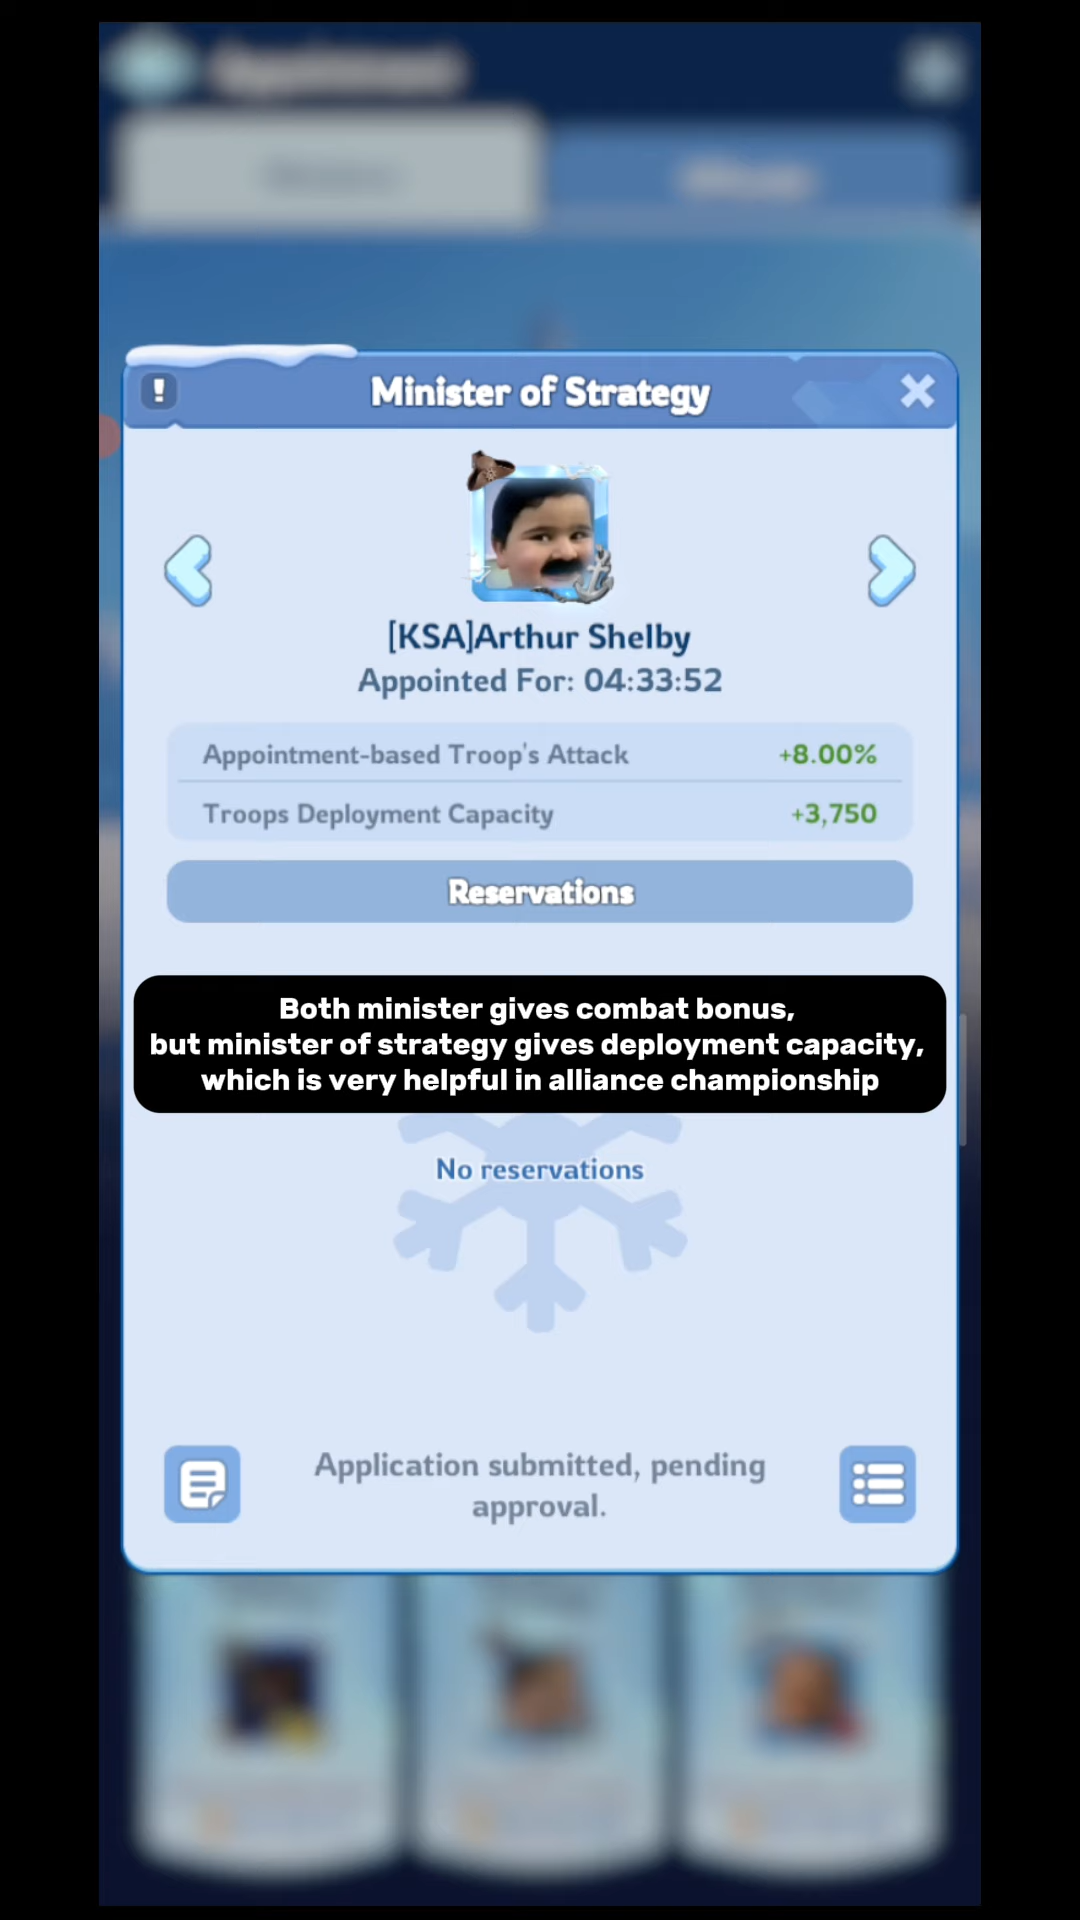 Minister of Strategy
[KSA]Arthur Shelby
Appointed For: 04:33:52
Appointment-based Troop's Attack +8.00%
Troops Deployment Capacity +3,750
Reservations
Both minister gives combat bonus,
but minister of strategy gives deployment capacity,
which is very helpful in alliance championship
No reservations
Application submitted, pending
approval.